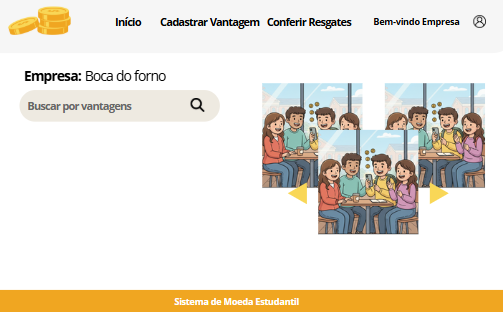 Início Cadastrar Vantagem Conferir Resgates Bem-vindo Empresa
Empresa: Boca do forno
Buscar por vantagens
Sistema de Moeda Estudantil